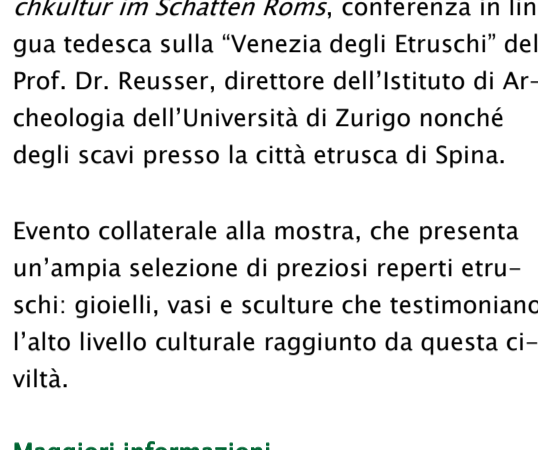 chkultur im Schatten Roms, conferenza in lin
gua tedesca sulla “Venezia degli Etruschi” del
Prof. Dr. Reusser, direttore dell’Istituto di Ar-
cheologia dell’Università di Zurigo nonché
degli scavi presso la città etrusca di Spina.
Evento collaterale alla mostra, che presenta
un’ampia selezione di preziosi reperti etru-
schi: gioielli, vasi e sculture che testimoniano
l’alto livello culturale raggiunto da questa ci-
viltà.
Maggiori informazioni